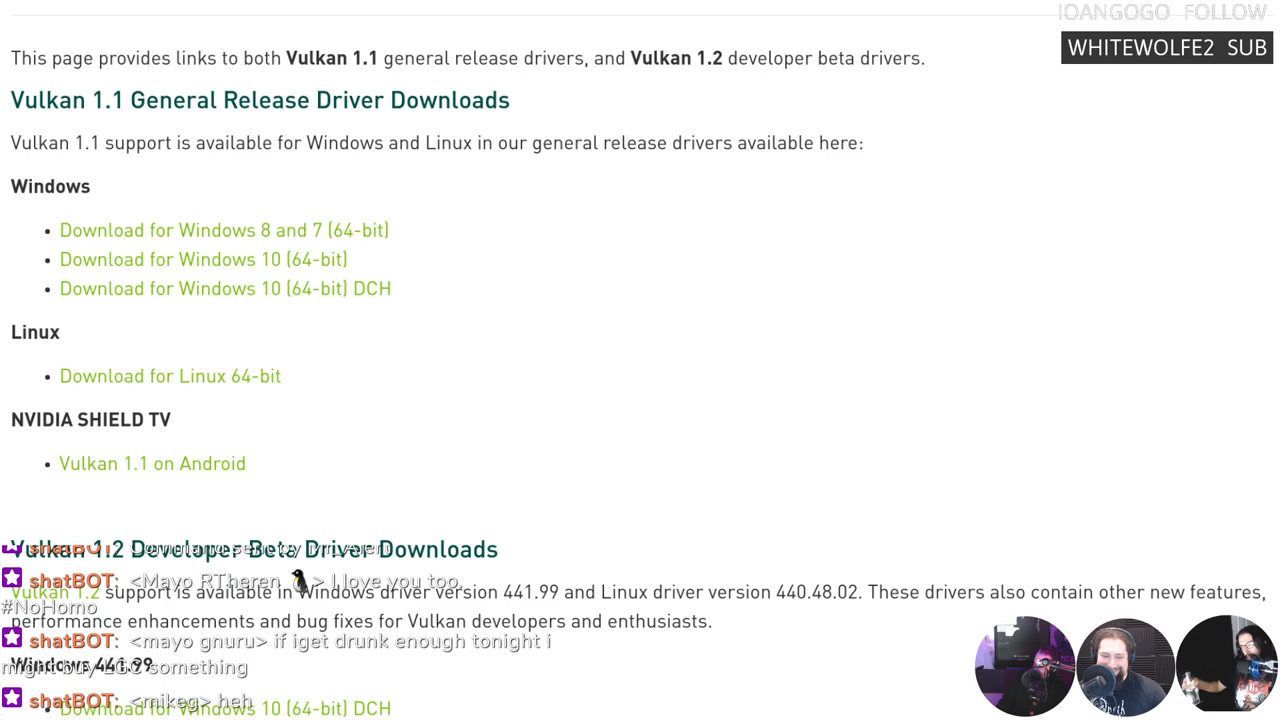 IOANGOGO FOLLOW
WHITEWOLFE2 SUB
This page provides links to both Vulkan 1.1 general release drivers, and Vulkan 1.2 developer beta drivers.
Vulkan 1.1 General Release Driver Downloads
Vulkan 1.1 support is available for Windows and Linux in our general release drivers available here:
Windows
• Download for Windows 8 and 7 (64-bit)
• Download for Windows 10 (64-bit)
• Download for Windows 10 (64-bit) DCH
Linux
• Download for Linux 64-bit
NVIDIA SHIELD TV
• Vulkan 1.1 on Android
Vulkan 1.2 Developer Beta Driver Downloads
shatBOT: Command sent by
shatBOT: <Mayo RTheren 🐧> I love you too.
#NoHomo
Vulkan 1.2 support is available in Windows driver version 441.99 and Linux driver version 440.48.02. These drivers also contain other new features,
performance enhancements and bug fixes for Vulkan developers and enthusiasts.
shatBOT: <mayo gnuru> if iget drunk enough tonight i
might buy LGC something
Windows 441.99
shatBOT: <mikeg> heh
• Download for Windows 10 (64-bit) DCH